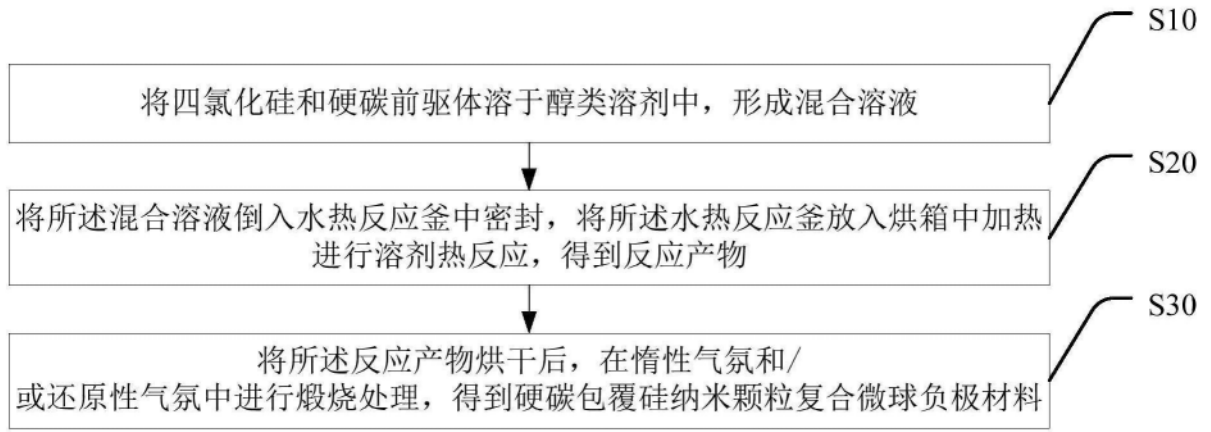 S10
将四氯化硅和硬碳前驱体溶于醇类溶剂中，形成混合溶液
S20
将所述混合溶液倒入水热反应釜中密封，将所述水热反应釜放入烘箱中加热
进行溶剂热反应，得到反应产物
S30
将所述反应产物烘干后，在惰性气氛和/
或还原性气氛中进行煅烧处理，得到硬碳包覆硅纳米颗粒复合微球负极材料